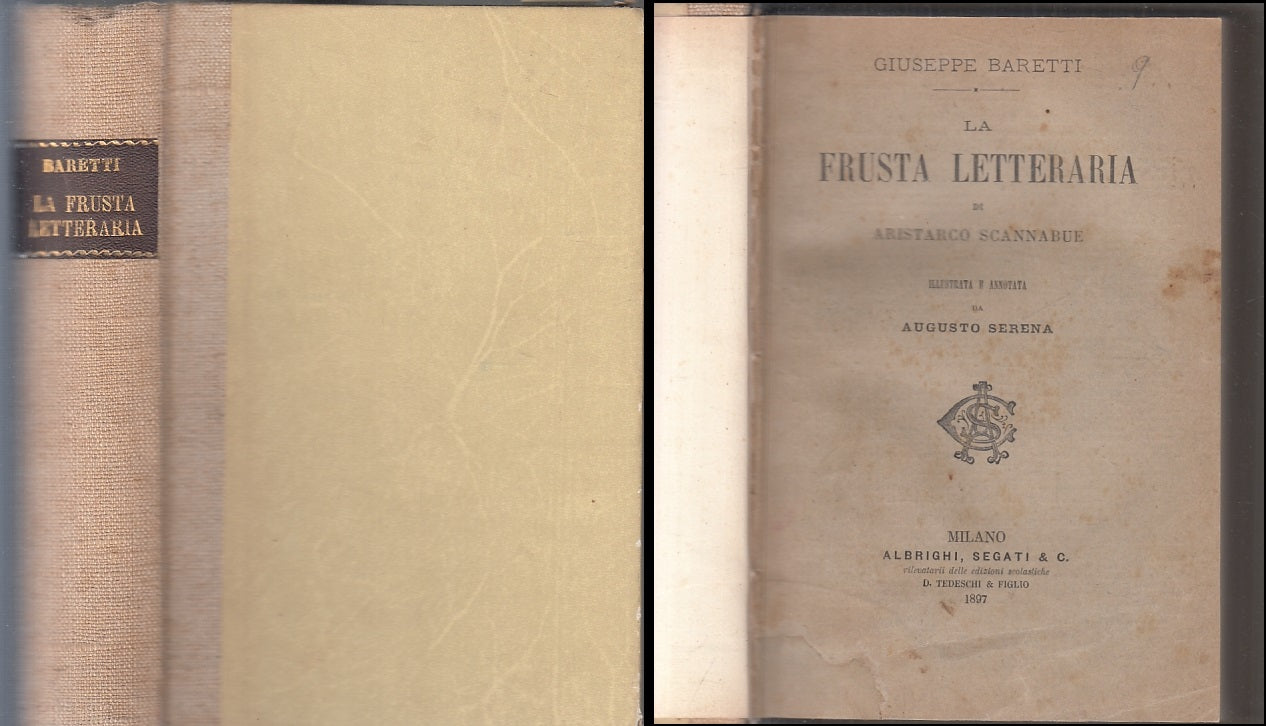 BARETTI
LA FRUSTA
LETTERARIA
GIUSEPPE BARETTI
9.
LA
FRUSTA LETTERARIA
DI
ARISTARCO SCANNABUE
ILLUSTRATA E ANNOTATA
DA
AUGUSTO SERENA
MILANO
ALBRIGHI, SEGATI & C.
rilevatarii delle edizioni scolastiche
D. TEDESCHI & FIGLIO
1897